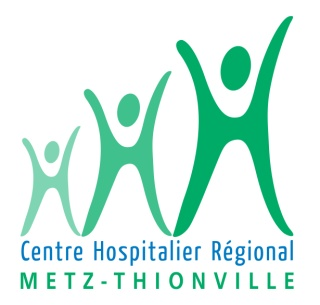 Centre Hospitalier Régional
METZ-THIONVILLE